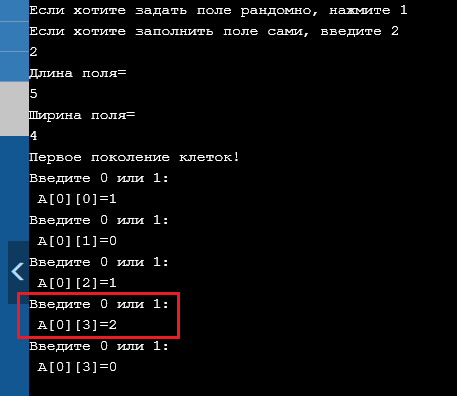 Если хотите задать поле рандомно, нажмите 1
Если хотите заполнить поле сами, введите 2
2
Длина поля=
5
Ширина поля=
4
Первое поколение клеток!
Введите 0 или 1:
A[0][0]=1
Введите 0 или 1:
A[0][1]=0
Введите 0 или 1:
A[0][2]=1
Введите 0 или 1:
A[0][3]=2
Введите 0 или 1:
A[0][3]=0